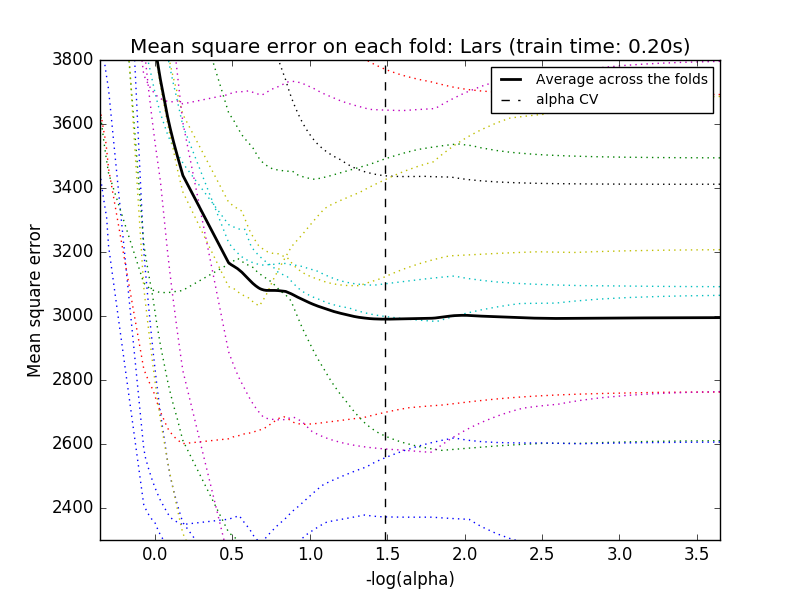 Mean square error on each fold: Lars (train time: 0.20s)
Average across the folds
alpha CV
3800
3600
3400
3200
3000
2800
2600
2400
Mean square error
0.0 0.5 1.0 1.5 2.0 2.5 3.0 3.5
-log(alpha)